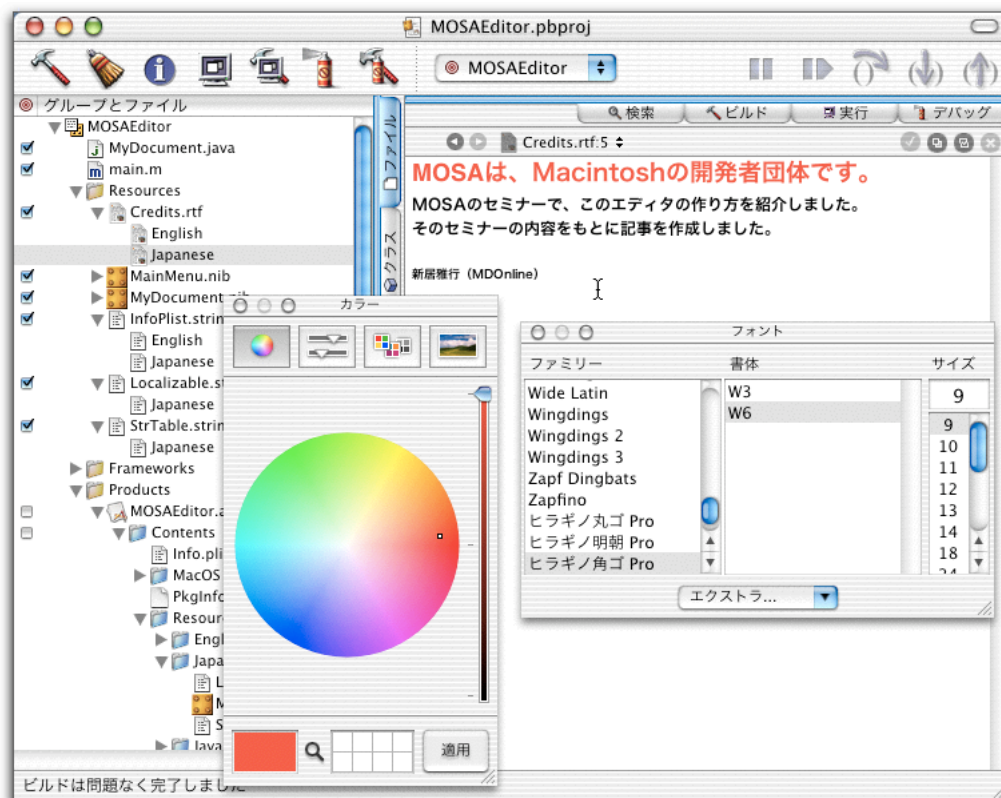 MOSAEditor.pbproj
MOSAEditor
グループとファイル
MOSAEditor
MyDocument.java
main.m
Resources
Credits.rtf
English
Japanese
MainMenu.nib
MyDocument.nib
InfoPlist.strin
English
Japanese
Localizable.st
Japanese
StrTable.strin
Japanese
Frameworks
Products
MOSAEditor.a
Contents
Info.pli
MacOS
PkgInfo
Resour
Engl
Japa
L
M
S
Java
ビルドは問題なく完了しました
ファイル
クラス
検索
ビルド
実行
デバッグ
Credits.rtf:5
MOSAは、Macintoshの開発者団体です。
MOSAのセミナーで、このエディタの作り方を紹介しました。
そのセミナーの内容をもとに記事を作成しました。
新居雅行（MDOnline）
カラー
適用
フォント
ファミリー
書体
サイズ
Wide Latin
Wingdings
Wingdings 2
Wingdings 3
Zapf Dingbats
Zapfino
ヒラギノ丸ゴ Pro
ヒラギノ明朝 Pro
ヒラギノ角ゴ Pro
W3
W6
9
9
10
11
12
13
14
18
24
エクストラ...